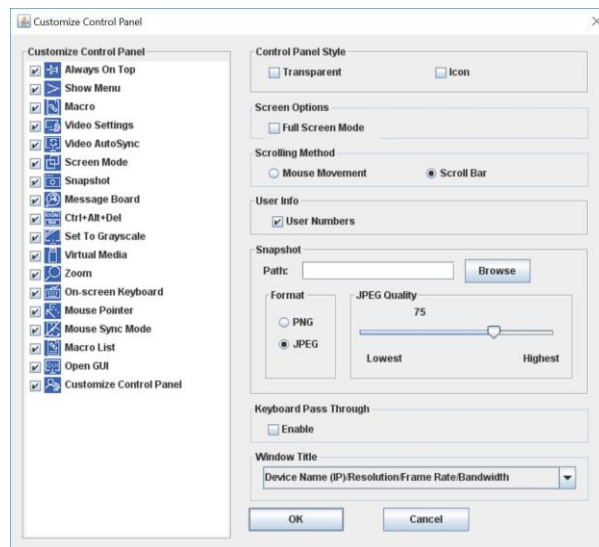 Customize Control Panel
Customize Control Panel
Always On Top
Show Menu
Macro
Video Settings
Video AutoSync
Screen Mode
Snapshot
Message Board
Ctrl+Alt+Del
Set To Grayscale
Virtual Media
Zoom
On-screen Keyboard
Mouse Pointer
Mouse Sync Mode
Macro List
Open GUI
Customize Control Panel
Control Panel Style
Transparent Icon
Screen Options
Full Screen Mode
Scrolling Method
Mouse Movement Scroll Bar
User Info
User Numbers
Snapshot
Path: Browse
Format
PNG
JPEG
JPEG Quality
75
Lowest Highest
Keyboard Pass Through
Enable
Window Title
Device Name (IP)/Resolution/Frame Rate/Bandwidth
OK Cancel